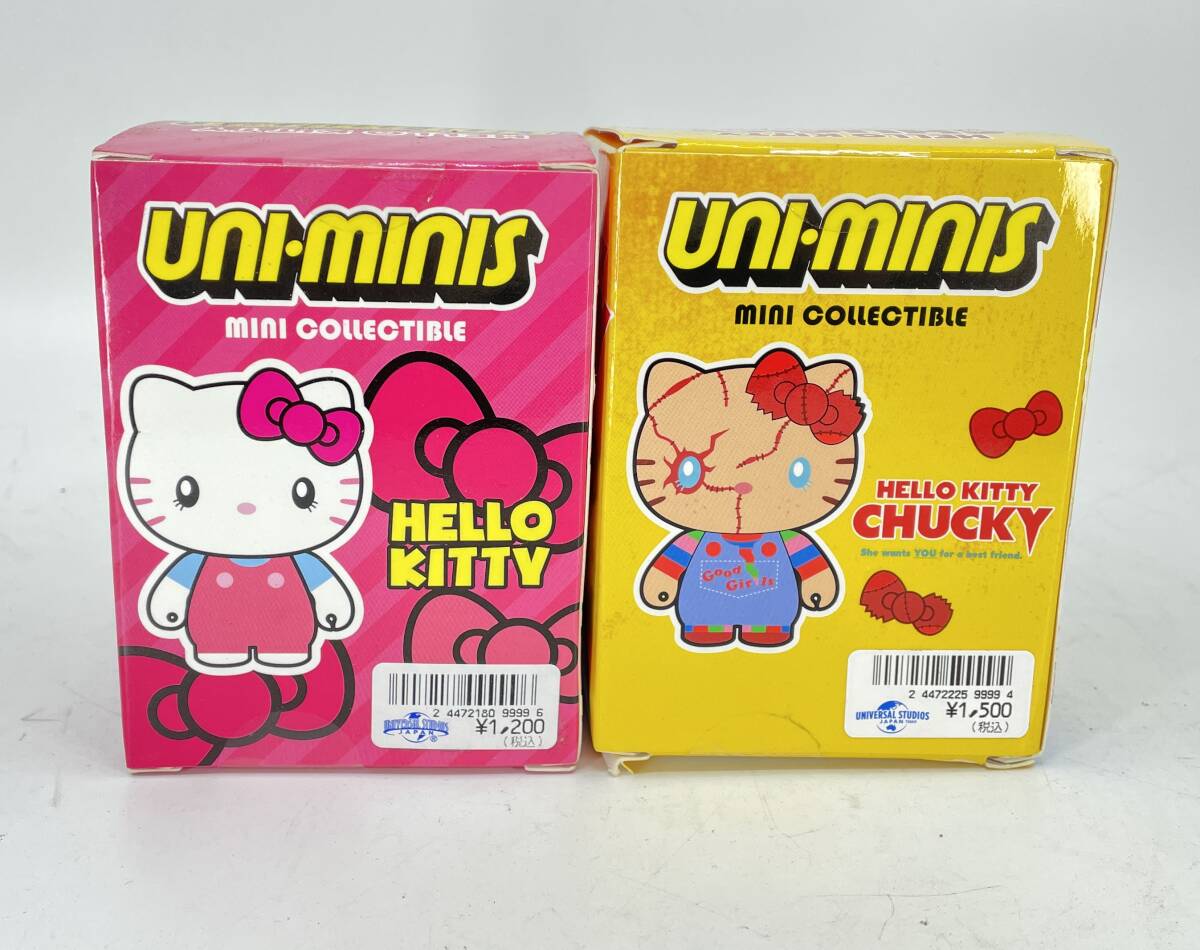 UNI·MINIS
MINI COLLECTIBLE
HELLO
KITTY
2 4472180 9999 6
UNIVERSAL STUDIOS
JAPAN ®
¥1,200
(税込)
UNI·MINIS
MINI COLLECTIBLE
HELLO KITTY
CHUCKY
She wants YOU for a best friend.
Good
Girls
2 4472225 9999 4
UNIVERSAL STUDIOS
JAPAN
¥1,500
(税込)